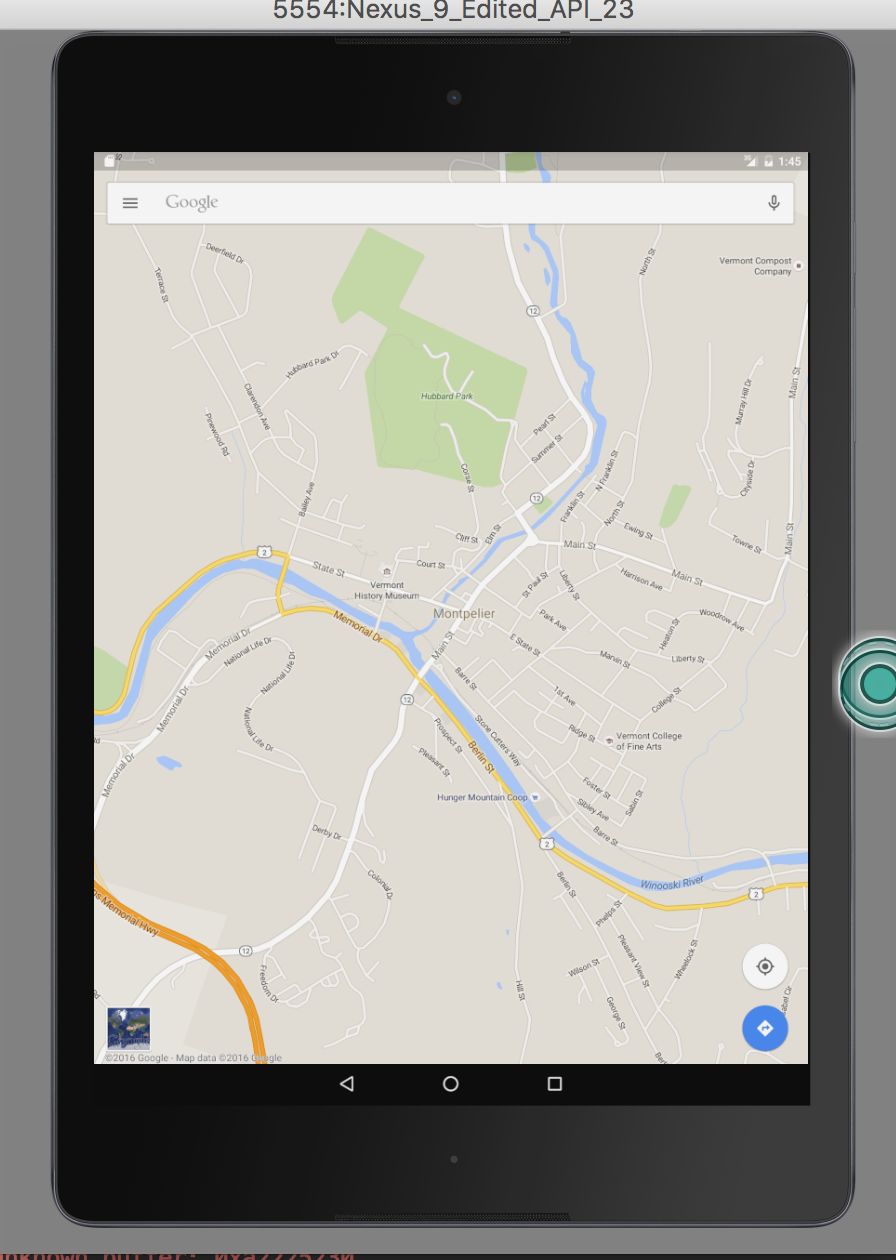 5554:Nexus_9_Edited_API_23
1:45
Google
Deerfield Dr
Terrace St
North St
Vermont Compost
Company
12
Hubbard Park Dr
Hubbard Park
Clarendon Ave
Pinewood Rd
Main St
Murray Hill Dr
Pearl St
Summer St
Corse St
N Franklin St
Cityside Dr
Bailey Ave
12
Franklin St
North St
Ewing St
Main St
Towne St
Cliff St
Elm St
Main St
2
State St
Court St
Vermont
History Museum
St Paul St
Liberty St
Harrison Ave
Main St
Montpelier
Memorial Dr
Park Ave
Woodrow Ave
Heaton St
Memorial Dr
National Life Dr
Main St
E State St
Marvin St
Liberty St
National Life Dr
Barre St
Memorial Dr
12
1st Ave
College St
National Life Dr
Prospect St
Stone Cutters Way
Ridge St
Vermont College
of Fine Arts
Pleasant St
Berlin St
Memorial Dr
Foster St
Hunger Mountain Coop
Sibley Ave
Sabin St
Derby Dr
Barre St
2
Colonial Dr
Berlin St
Winooski River
2
Phelps St
is Memorial Hwy
12
Pleasant View St
Wheelock St
Wilson St
Freedom Dr
Hill St
George St
abel Cir
Rd
Ber
©2016 Google - Map data ©2016 Google